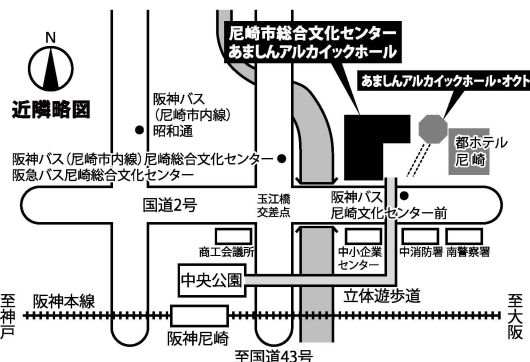 N
近隣略図
尼崎市総合文化センター
あましんアルカイックホール
あましんアルカイックホール・オクト
阪神バス
(尼崎市内線)
昭和通
都ホテル
尼崎
阪神バス(尼崎市内線)尼崎総合文化センター
阪急バス尼崎総合文化センター
国道2号
玉江橋
交差点
阪神バス
尼崎文化センター前
商工会議所
中小企業
センター
中消防署
南警察署
中央公園
立体遊歩道
至神戸
阪神本線
至大阪
阪神尼崎
至国道43号